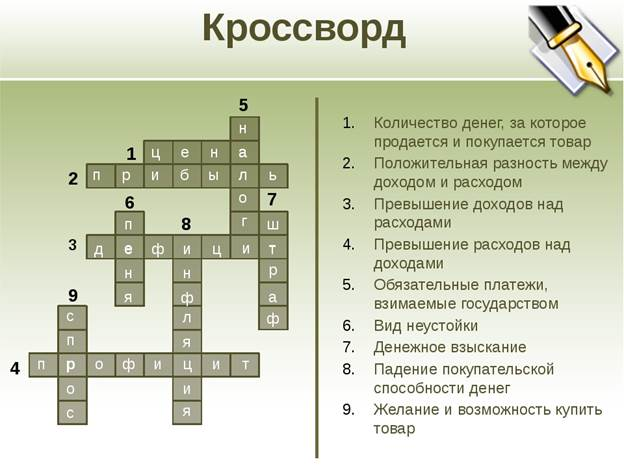 Кроссворд
5
н
1 ц е н а
2 п р и б ы л ь
6 о 7
п 8 г ш
3 д е ф и ц и т
н н р
9 я ф а
с л ф
п я
4 п р о ф и ц и т
о и
с я
1. Количество денег, за которое
продается и покупается товар
2. Положительная разность между
доходом и расходом
3. Превышение доходов над
расходами
4. Превышение расходов над
доходами
5. Обязательные платежи,
взимаемые государством
6. Вид неустойки
7. Денежное взыскание
8. Падение покупательской
способности денег
9. Желание и возможность купить
товар